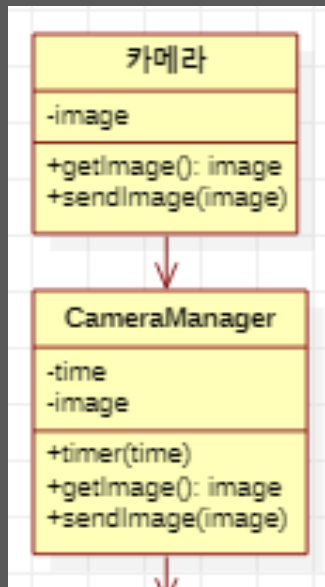 카메라
-image
+getImage(): image
+sendImage(image)
CameraManager
-time
-image
+timer(time)
+getImage(): image
+sendImage(image)